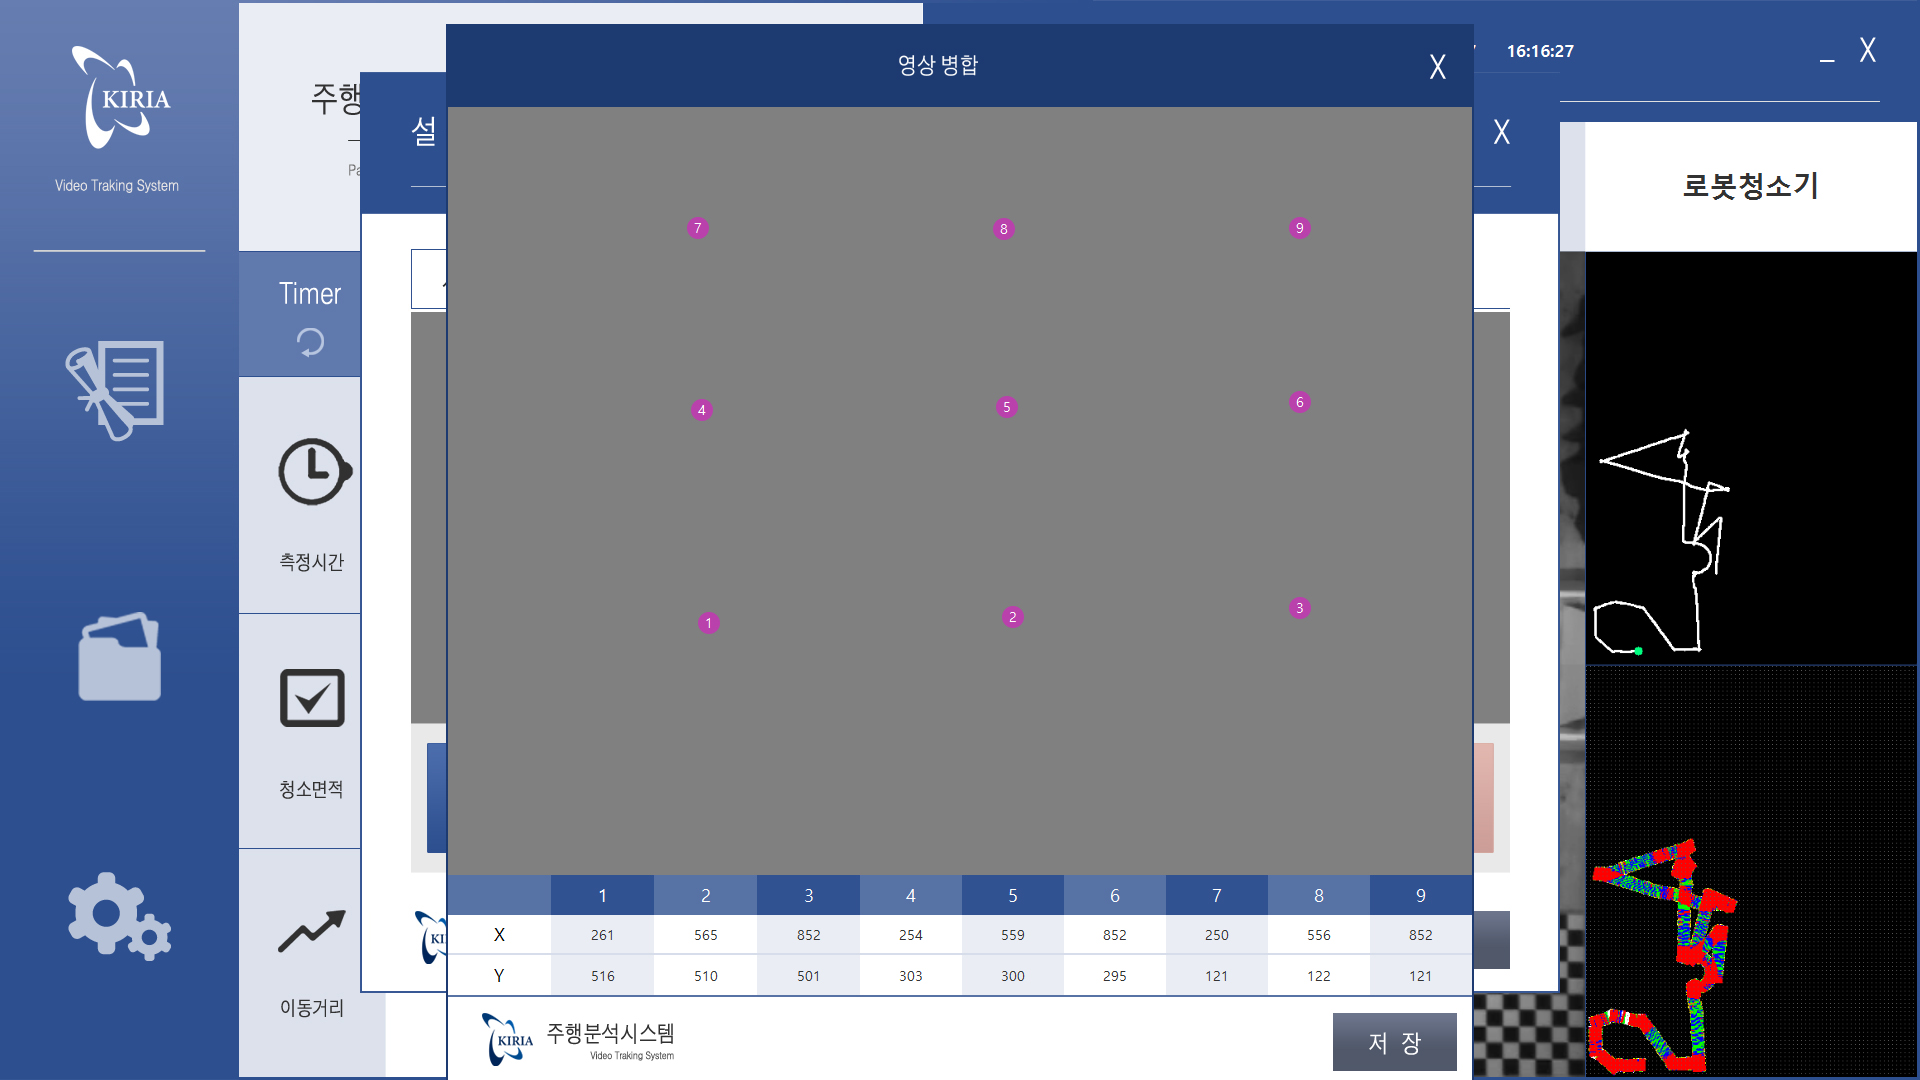 KIRIA
Video Traking System
주행
Timer
측정시간
청소면적
이동거리
설
X
영상 병합
X
16:16:27
_ X
로봇청소기
7 8 9
4 5 6
1 2 3
1 2 3 4 5 6 7 8 9
X 261 565 852 254 559 852 250 556 852
Y 516 510 501 303 300 295 121 122 121
KIRIA
주행분석시스템
Video Traking System
저 장